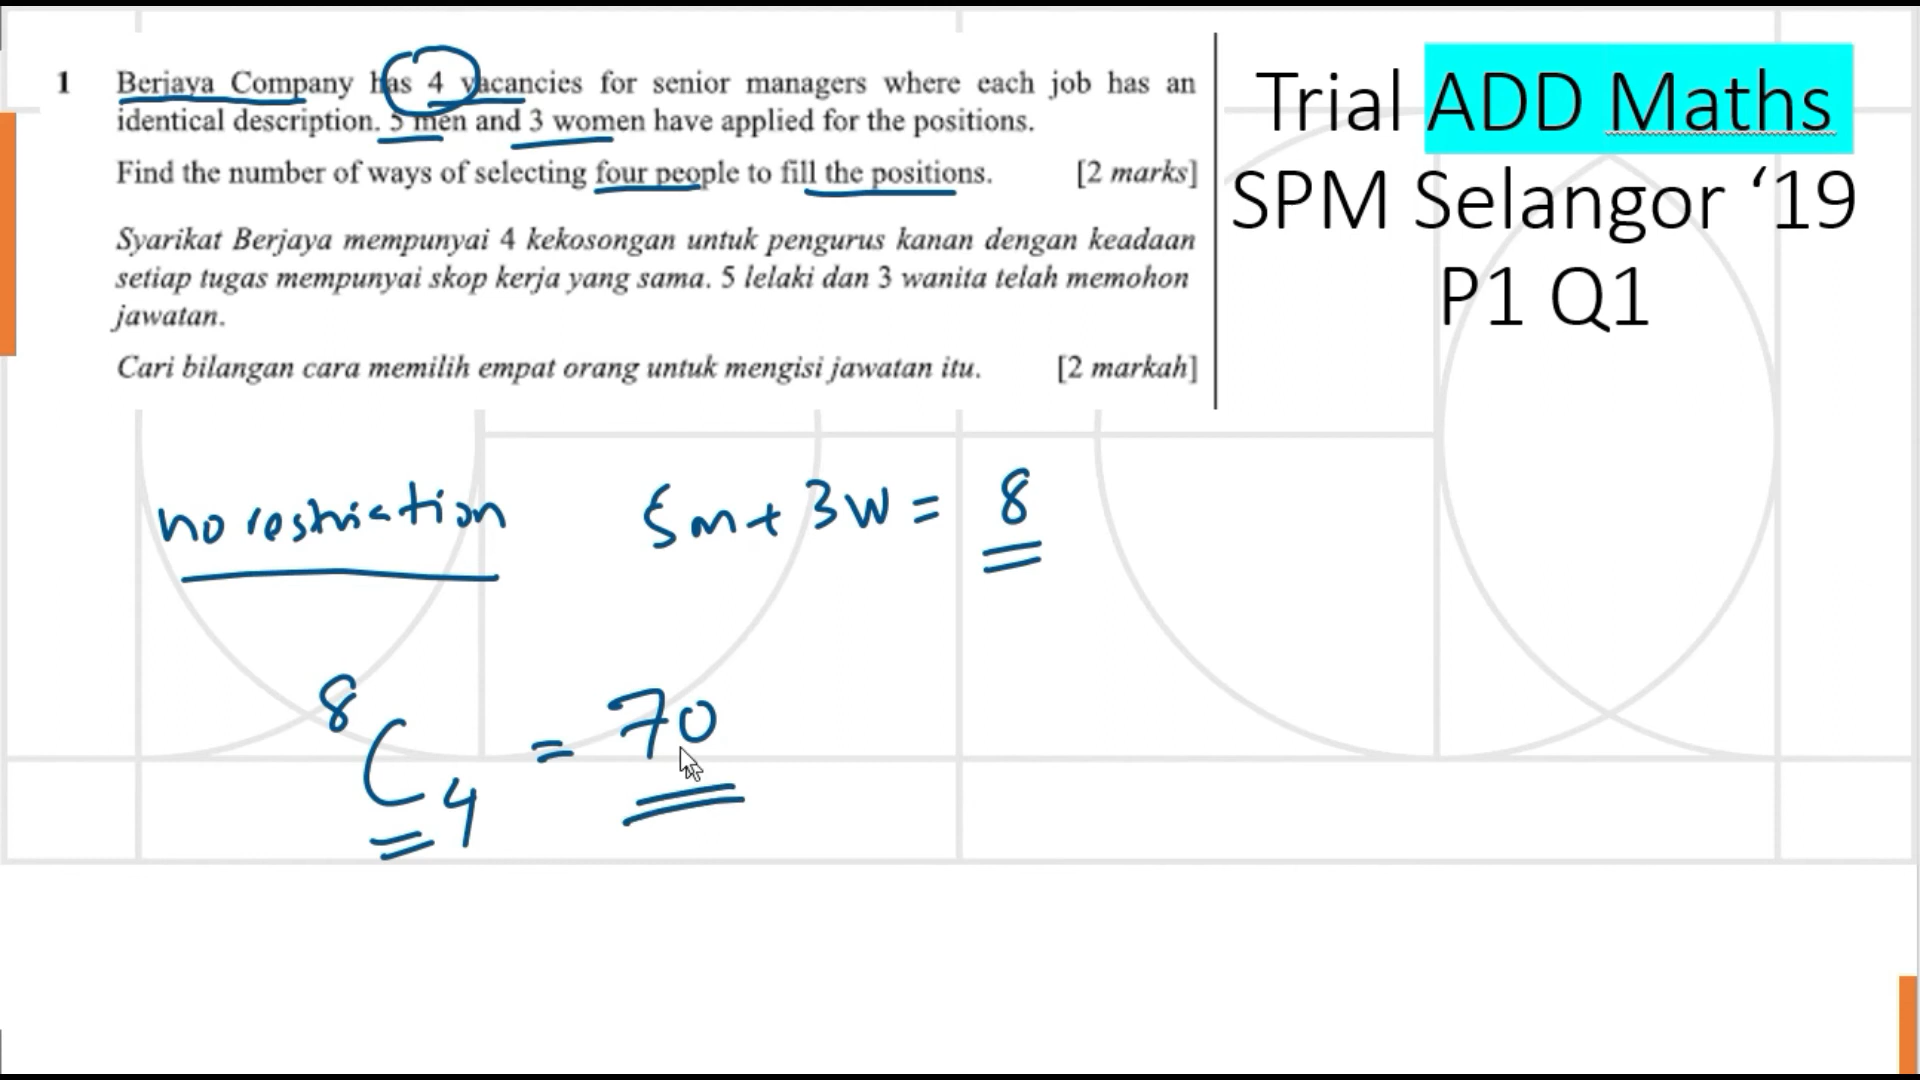 1 Berjaya Company has 4 vacancies for senior managers where each job has an
identical description. 5 men and 3 women have applied for the positions.
Find the number of ways of selecting four people to fill the positions. [2 marks]
Syarikat Berjaya mempunyai 4 kekosongan untuk pengurus kanan dengan keadaan
setiap tugas mempunyai skop kerja yang sama. 5 lelaki dan 3 wanita telah memohon
jawatan.
Cari bilangan cara memilih empat orang untuk mengisi jawatan itu. [2 markah]
Trial ADD Maths
SPM Selangor ‘19
P1 Q1
no restriction
5m + 3w = 8
⁸C₄ = 70